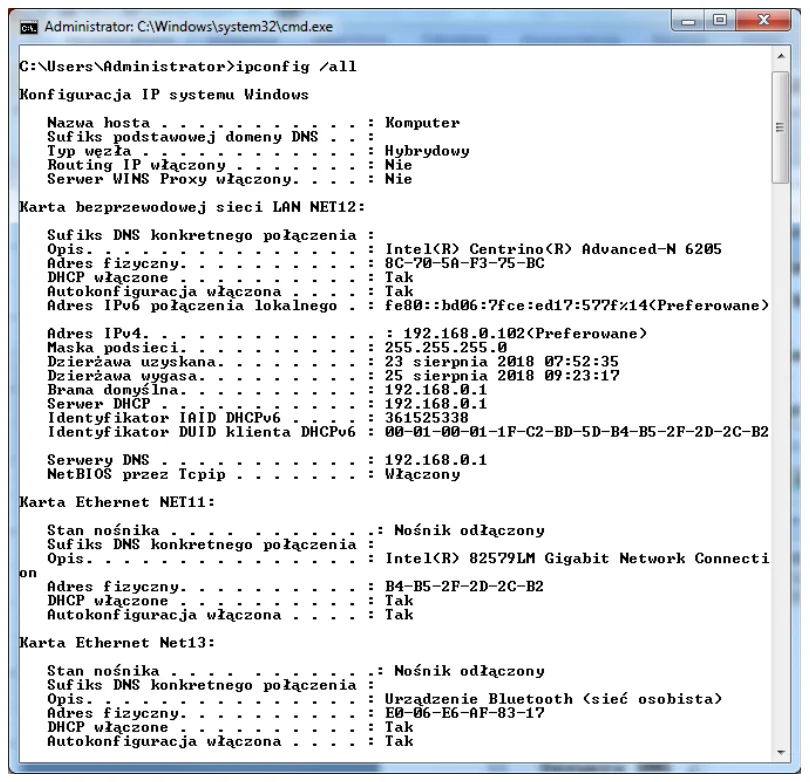 Administrator: C:\Windows\system32\cmd.exe
C:\Users\Administrator>ipconfig /all
Konfiguracja IP systemu Windows
Nazwa hosta . . . . . . . . . . . : Komputer
Sufiks podstawowej domeny DNS . . :
Typ węzła . . . . . . . . . . . . : Hybrydowy
Routing IP włączony . . . . . . . : Nie
Serwer WINS Proxy włączony. . . . : Nie
Karta bezprzewodowej sieci LAN NET12:
Sufiks DNS konkretnego połączenia :
Opis. . . . . . . . . . . . . . . : Intel(R) Centrino(R) Advanced-N 6205
Adres fizyczny. . . . . . . . . . : 8C-70-5A-F3-75-BC
DHCP włączone . . . . . . . . . . : Tak
Autokonfiguracja włączona . . . . : Tak
Adres IPv6 połączenia lokalnego . : fe80::bd06:7fce:ed17:577f%14(Preferowane)
Adres IPv4. . . . . . . . . . . . . : 192.168.0.102(Preferowane)
Maska podsieci. . . . . . . . . . : 255.255.255.0
Dzierżawa uzyskana. . . . . . . . : 23 sierpnia 2018 07:52:35
Dzierżawa wygasa. . . . . . . . . : 25 sierpnia 2018 09:23:17
Brama domyślna. . . . . . . . . . : 192.168.0.1
Serwer DHCP . . . . . . . . . . . : 192.168.0.1
Identyfikator IAID DHCPv6 . . . . : 361525338
Identyfikator DUID klienta DHCPv6 : 00-01-00-01-1F-C2-BD-5D-B4-B5-2F-2D-2C-B2
Serwery DNS . . . . . . . . . . . : 192.168.0.1
NetBIOS przez Tcpip . . . . . . . : Włączony
Karta Ethernet NET11:
Stan nośnika . . . . . . . . . . .: Nośnik odłączony
Sufiks DNS konkretnego połączenia :
Opis. . . . . . . . . . . . . . . : Intel(R) 82579LM Gigabit Network Connecti
on
Adres fizyczny. . . . . . . . . . : B4-B5-2F-2D-2C-B2
DHCP włączone . . . . . . . . . . : Tak
Autokonfiguracja włączona . . . . : Tak
Karta Ethernet Net13:
Stan nośnika . . . . . . . . . . .: Nośnik odłączony
Sufiks DNS konkretnego połączenia :
Opis. . . . . . . . . . . . . . . : Urządzenie Bluetooth (sieć osobista)
Adres fizyczny. . . . . . . . . . : E0-06-E6-AF-83-17
DHCP włączone . . . . . . . . . . : Tak
Autokonfiguracja włączona . . . . : Tak